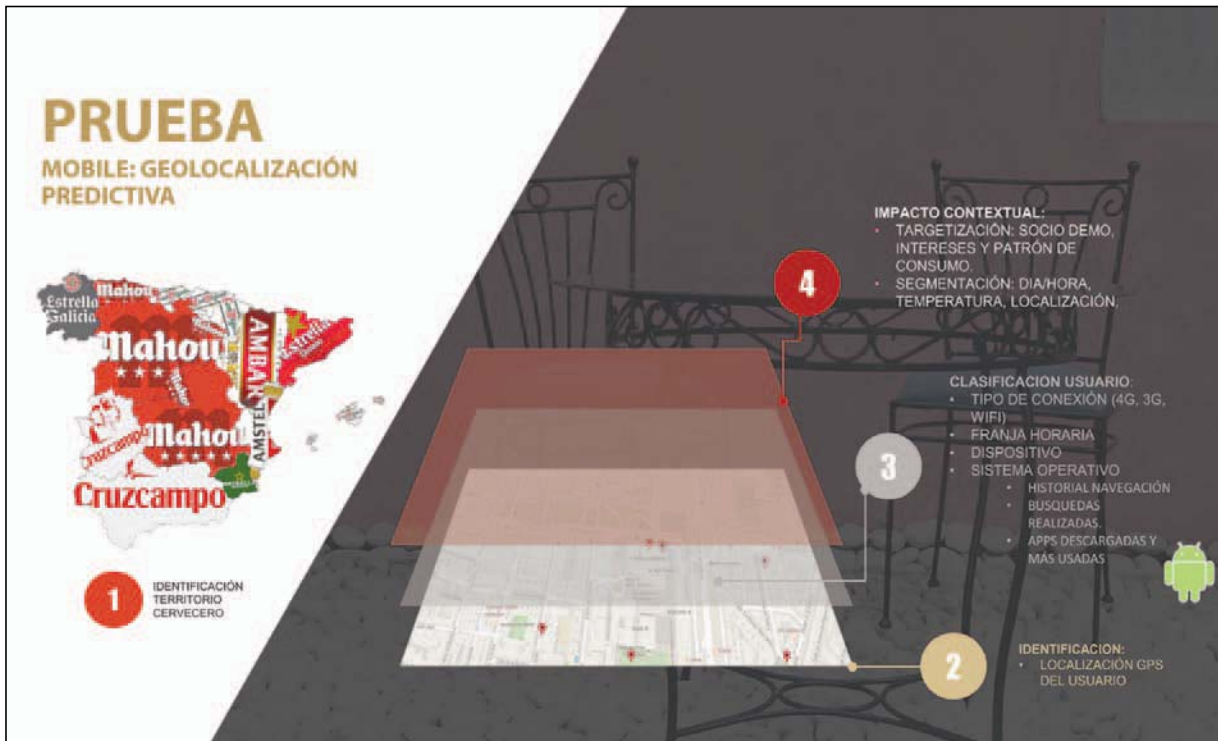 PRUEBA
MOBILE: GEOLOCALIZACIÓN
PREDICTIVA
Mahou
Estrella
Galicia
Mahou
AMBAR
Estrella
Mahou
Mahou
AMSTEL
Cruzcampo
Cruzcampo
1
IDENTIFICACIÓN
TERRITORIO
CERVECERO
4
IMPACTO CONTEXTUAL:
• TARGETIZACIÓN: SOCIO DEMO,
INTERESES Y PATRÓN DE
CONSUMO.
• SEGMENTACIÓN: DIA/HORA,
TEMPERATURA, LOCALIZACIÓN.
3
CLASIFICACION USUARIO:
• TIPO DE CONEXIÓN (4G, 3G,
WIFI)
• FRANJA HORARIA
• DISPOSITIVO
• SISTEMA OPERATIVO
• HISTORIAL NAVEGACIÓN
• BUSQUEDAS
REALIZADAS.
• APPS DESCARGADAS Y
MÁS USADAS
2
IDENTIFICACION:
• LOCALIZACIÓN GPS
DEL USUARIO